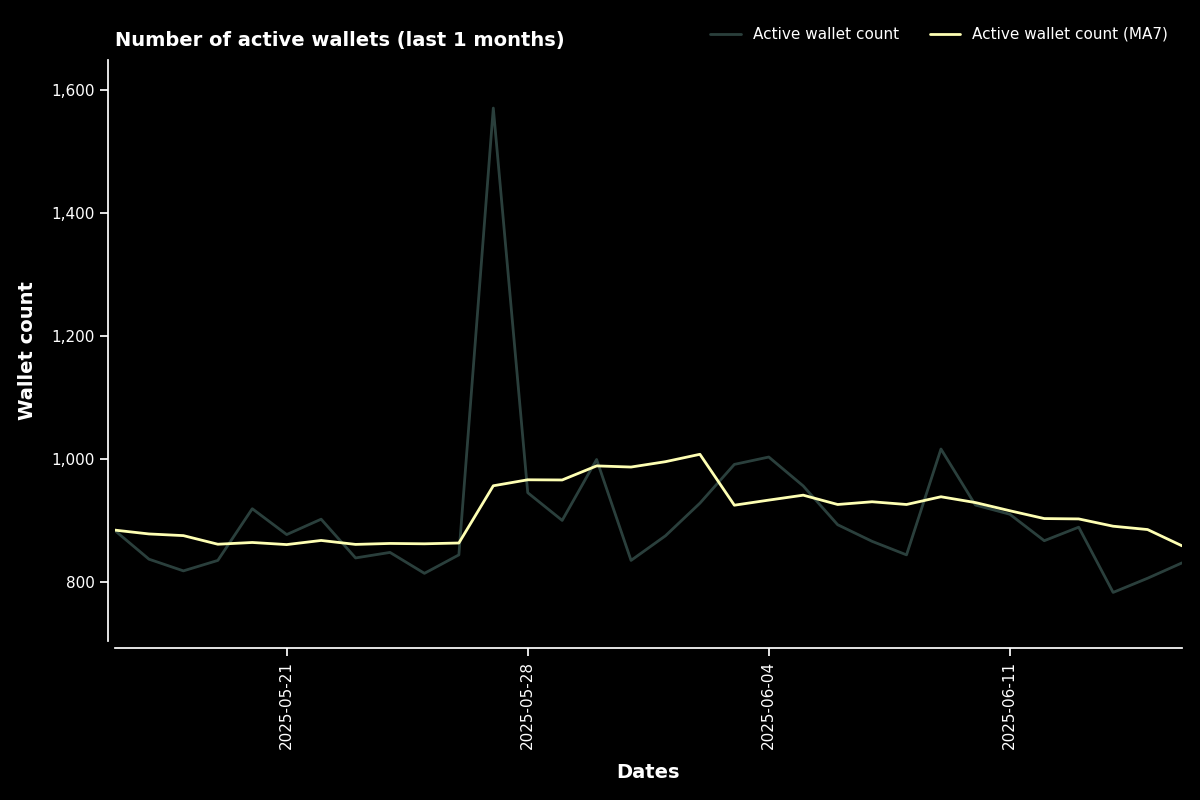 Number of active wallets (last 1 months)
Active wallet count
Active wallet count (MA7)
1,600
1,400
1,200
1,000
800
Wallet count
2025-05-21
2025-05-28
2025-06-04
2025-06-11
Dates